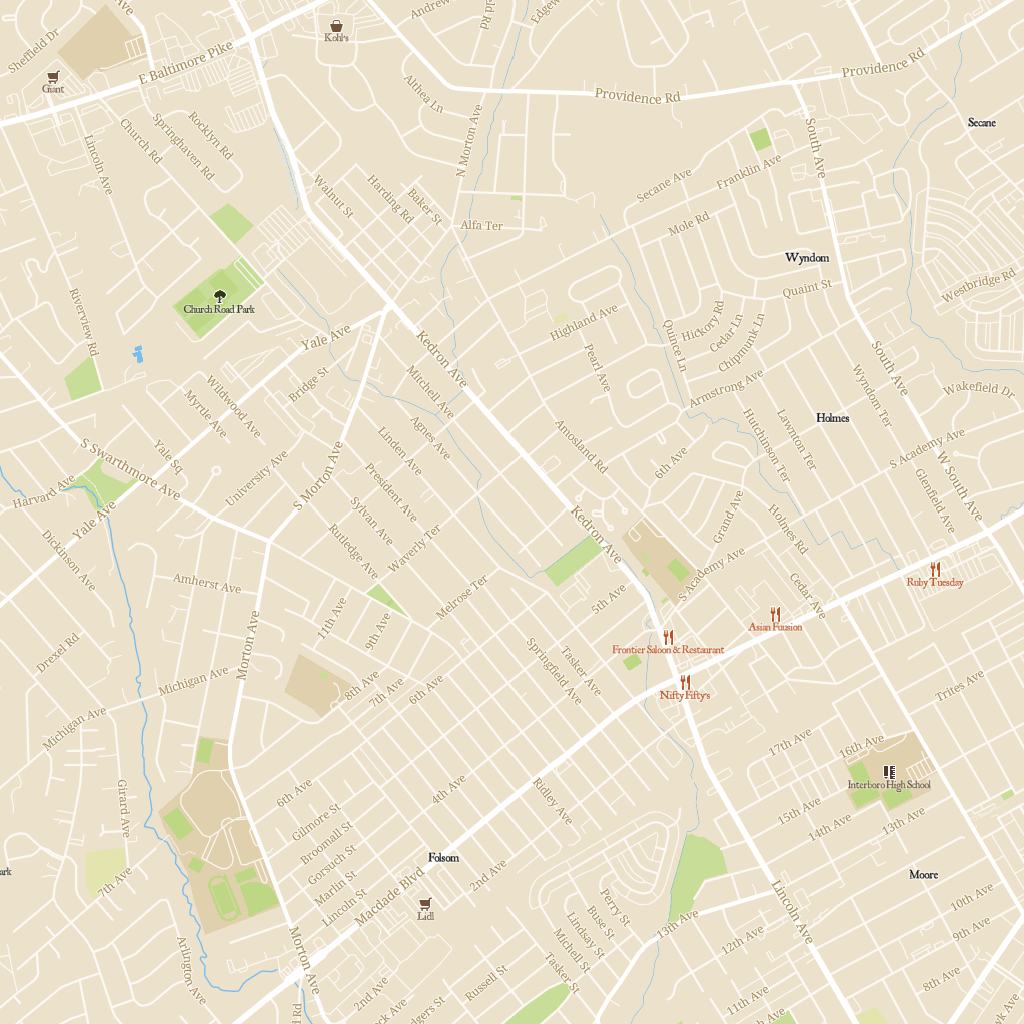 Andrew
Kohl's
Sheffield Dr
E Baltimore Pike
Giant
Althea Ln
Providence Rd
Providence Rd
Secane
Rocklyn Rd
Springhaven Rd
Church Rd
Lincoln Ave
N Morton Ave
South Ave
Franklin Ave
Secane Ave
Walnut St
Harding Rd
Baker St
Alfa Ter
Mole Rd
Wyndom
Quaint St
Westbridge Rd
Church Road Park
Riverview Rd
Yale Ave
Kedron Ave
Highland Ave
Quince Ln
Hickory Rd
Cedar Ln
Chipmunk Ln
South Ave
Pearl Ave
Armstrong Ave
Wyndom Ter
Wakefield Dr
Bridge St
Mitchell Ave
Wildwood Ave
Myrtle Ave
Agnes Ave
Linden Ave
Amosland Rd
Hutchinson Ter
Lawnton Ter
Holmes
S Academy Ave
W South Ave
Glenfield Ave
S Swarthmore Ave
Yale Sq
University Ave
S Morton Ave
President Ave
Sylvan Ave
Rutledge Ave
Waverly Ter
6th Ave
Grand Ave
Holmes Rd
Harvard Ave
Yale Ave
Dickinson Ave
Kedron Ave
S Academy Ave
Cedar Ave
Ruby Tuesday
Asian Fuusion
Amherst Ave
Melrose Ter
5th Ave
11th Ave
9th Ave
Frontier Saloon & Restaurant
Nifty Fifty's
Drexel Rd
Morton Ave
Michigan Ave
Michigan Ave
8th Ave
7th Ave
6th Ave
Springfield Ave
Tasker Ave
Trites Ave
17th Ave
16th Ave
Interboro High School
15th Ave
14th Ave
13th Ave
Girard Ave
6th Ave
4th Ave
Ridley Ave
Gilmore St
Broomall St
Gorsuch St
Marlin St
Lincoln St
Folsom
2nd Ave
Macdade Blvd
Lidl
Moore
7th Ave
Perry St
Buse St
Lindsay St
Michell St
Tasker St
13th Ave
12th Ave
11th Ave
Lincoln Ave
10th Ave
9th Ave
8th Ave
Arlington Ave
Morton Ave
Russell St
2nd Ave